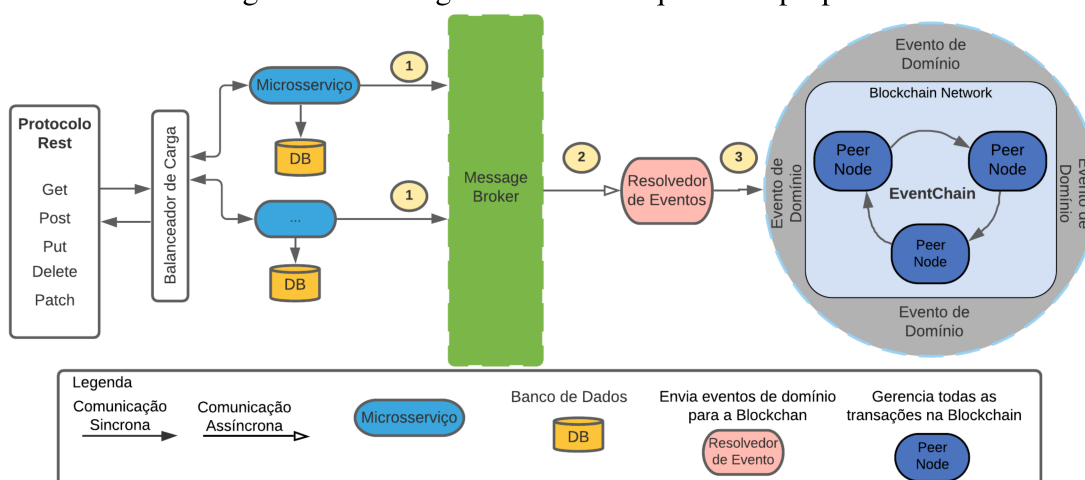 Protocolo
Rest
Get
Post
Put
Delete
Patch
Balanceador de Carga
Microsserviço
DB
...
DB
1
1
Message
Broker
2
Resolvedor
de Eventos
3
Evento de
Domínio
Blockchain Network
Evento de
Domínio
Peer
Node
Peer
Node
EventChain
Peer
Node
Evento de
Domínio
Evento de
Domínio
Legenda
Comunicação
Sincrona
Comunicação
Assíncrona
Microsserviço
Banco de Dados
DB
Envia eventos de domínio
para a Blockchan
Resolvedor
de Evento
Gerencia todas as
transações na Blockchain
Peer
Node